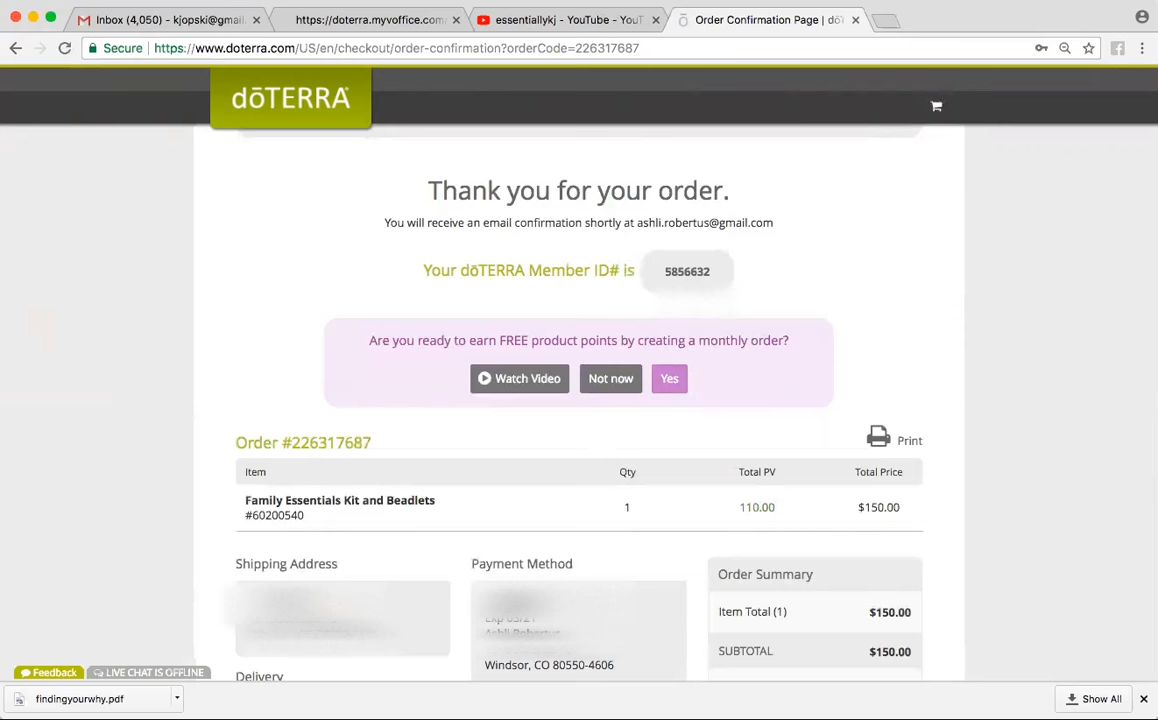 Inbox (4,050) - kjopski@gmail.
https://doterra.myvoffice.com/
essentiallykj - YouTube - YouT
Order Confirmation Page | dō
Secure
https://www.doterra.com/US/en/checkout/order-confirmation?orderCode=226317687
dōTERRA
Thank you for your order.
You will receive an email confirmation shortly at ashli.robertus@gmail.com
Your dōTERRA Member ID# is 5856632
Are you ready to earn FREE product points by creating a monthly order?
Watch Video Not now Yes
Order #226317687
Print
Item Qty Total PV Total Price
Family Essentials Kit and Beadlets
#60200540
1 110.00 $150.00
Shipping Address
Payment Method
Order Summary
Item Total (1) $150.00
Windsor, CO 80550-4606
SUBTOTAL $150.00
Delivery
Feedback
LIVE CHAT IS OFFLINE
findingyourwhy.pdf
Show All